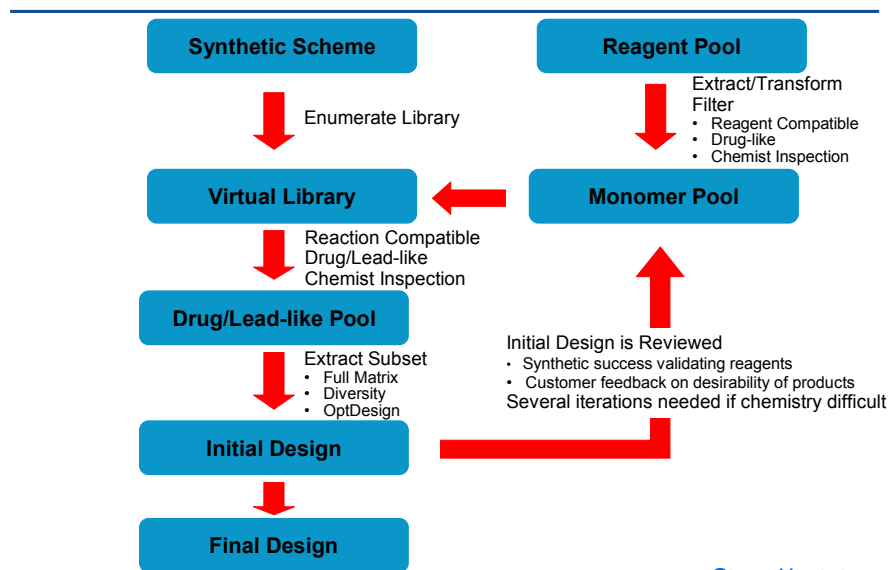 Synthetic Scheme
Reagent Pool
Enumerate Library
Extract/Transform
Filter
• Reagent Compatible
• Drug-like
• Chemist Inspection
Virtual Library
Monomer Pool
Reaction Compatible
Drug/Lead-like
Chemist Inspection
Drug/Lead-like Pool
Extract Subset
• Full Matrix
• Diversity
• OptDesign
Initial Design is Reviewed
• Synthetic success validating reagents
• Customer feedback on desirability of products
Several iterations needed if chemistry difficult
Initial Design
Final Design